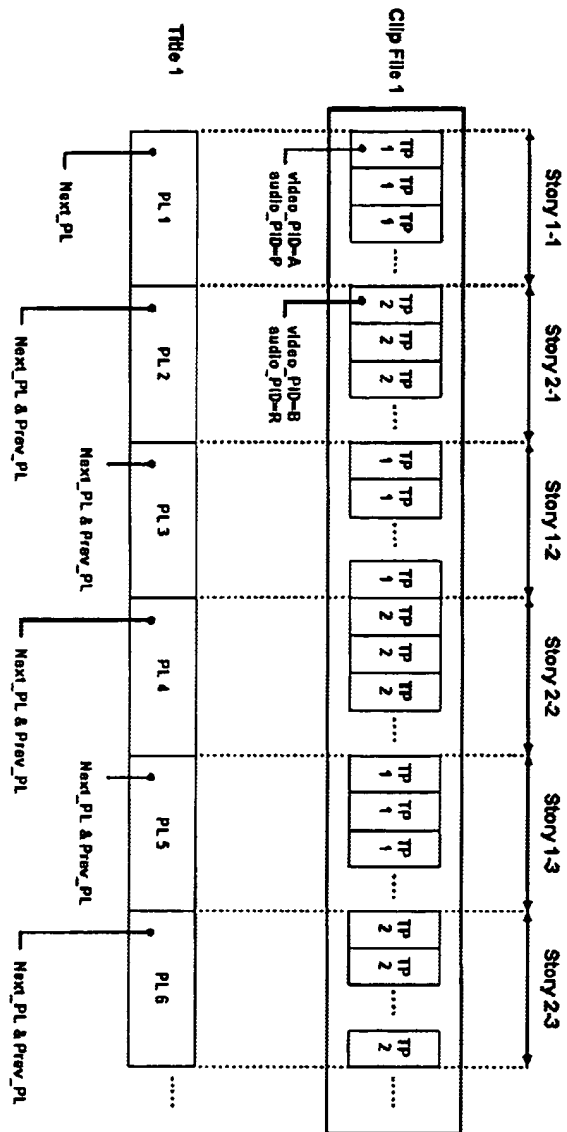 Story 1-1 Story 2-1 Story 1-2 Story 2-2 Story 1-3 Story 2-3
Clip File 1
TP TP TP ..... TP TP TP ..... TP TP ..... TP TP TP TP ..... TP TP TP ..... TP TP ..... TP .....
1 1 1 2 2 2 1 1 1 2 2 2 1 1 1 2 2 2
video_PID=A
audio_PID=P
video_PID=B
audio_PID=R
Title 1
PL 1 PL 2 PL 3 PL 4 PL 5 PL 6 .....
Next_PL
Next_PL & Prev_PL
Next_PL & Prev_PL
Next_PL & Prev_PL
Next_PL & Prev_PL
Next_PL & Prev_PL